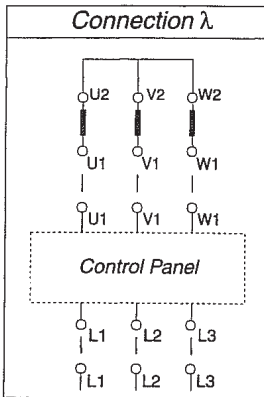 Connection λ
U2 V2 W2
U1 V1 W1
U1 V1 W1
Control Panel
L1 L2 L3
L1 L2 L3